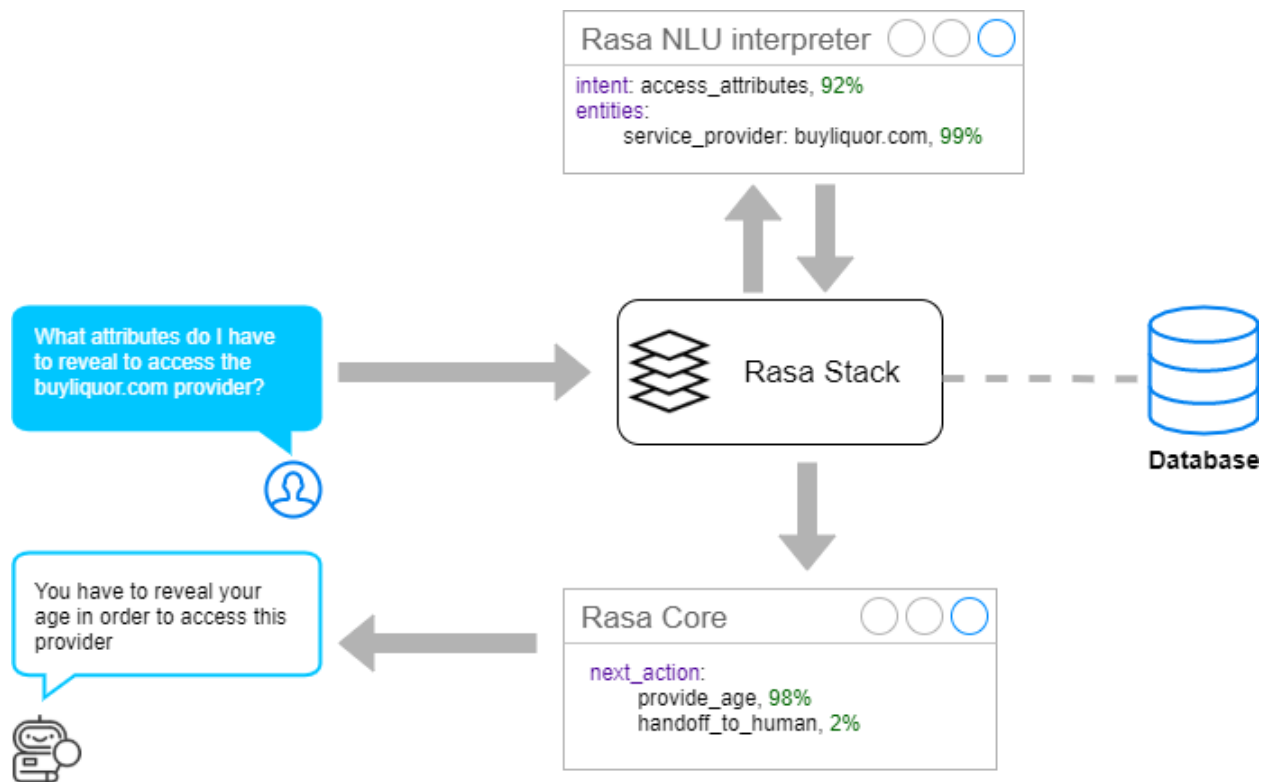 Rasa NLU interpreter
intent: access_attributes, 92%
entities:
service_provider: buyliquor.com, 99%
What attributes do I have
to reveal to access the
buyliquor.com provider?
Rasa Stack
Database
You have to reveal your
age in order to access this
provider
Rasa Core
next_action:
provide_age, 98%
handoff_to_human, 2%